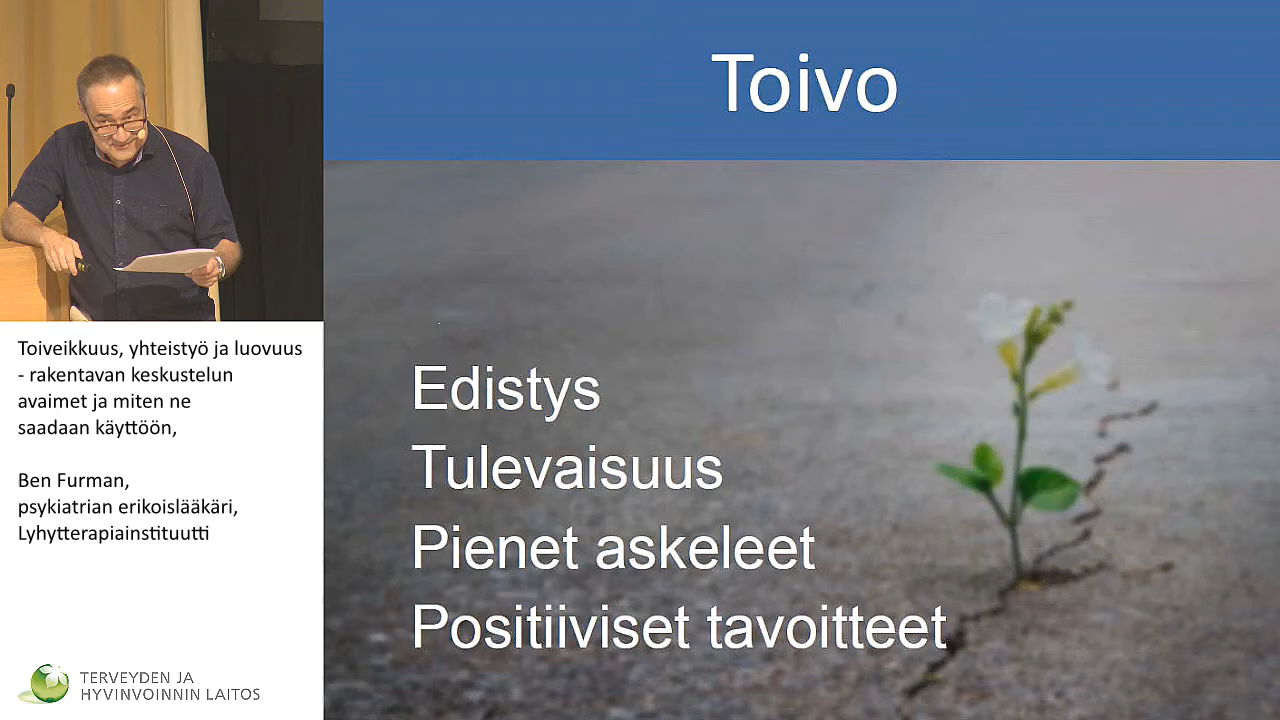 Toivo
Edistys
Tulevaisuus
Pienet askeleet
Positiiviset tavoitteet
Toiveikkuus, yhteistyö ja luovuus
- rakentavan keskustelun
avaimet ja miten ne
saadaan käyttöön,
Ben Furman,
psykiatrian erikoislääkäri,
Lyhytterapiainstituutti
TERVEYDEN JA
HYVINVOINNIN LAITOS